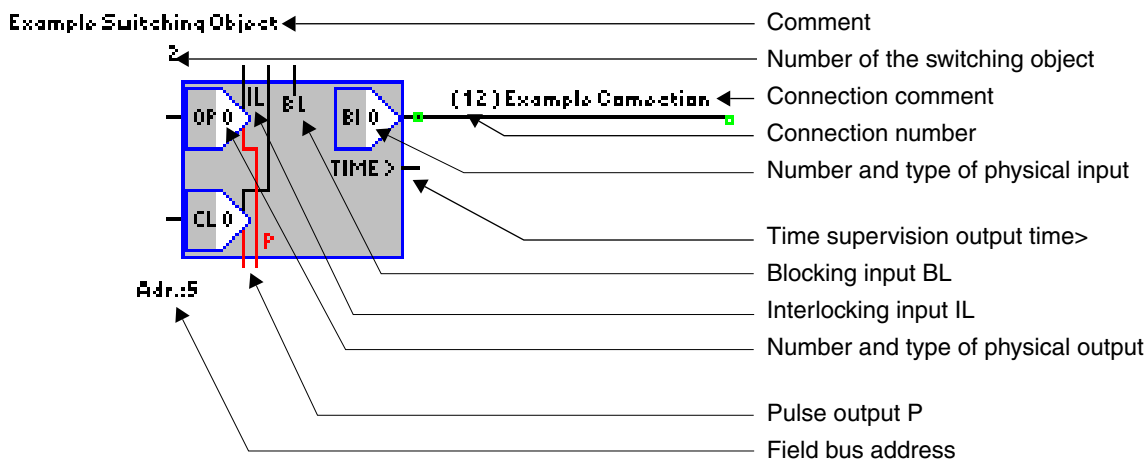 Example Switching Object
Comment
2
Number of the switching object
IL
BL
(12)Example Connection
Connection comment
OP 0
BI 0
Connection number
TIME >
Number and type of physical input
CL 0
P
Time supervision output time>
Blocking input BL
Adr.:5
Interlocking input IL
Number and type of physical output
Pulse output P
Field bus address